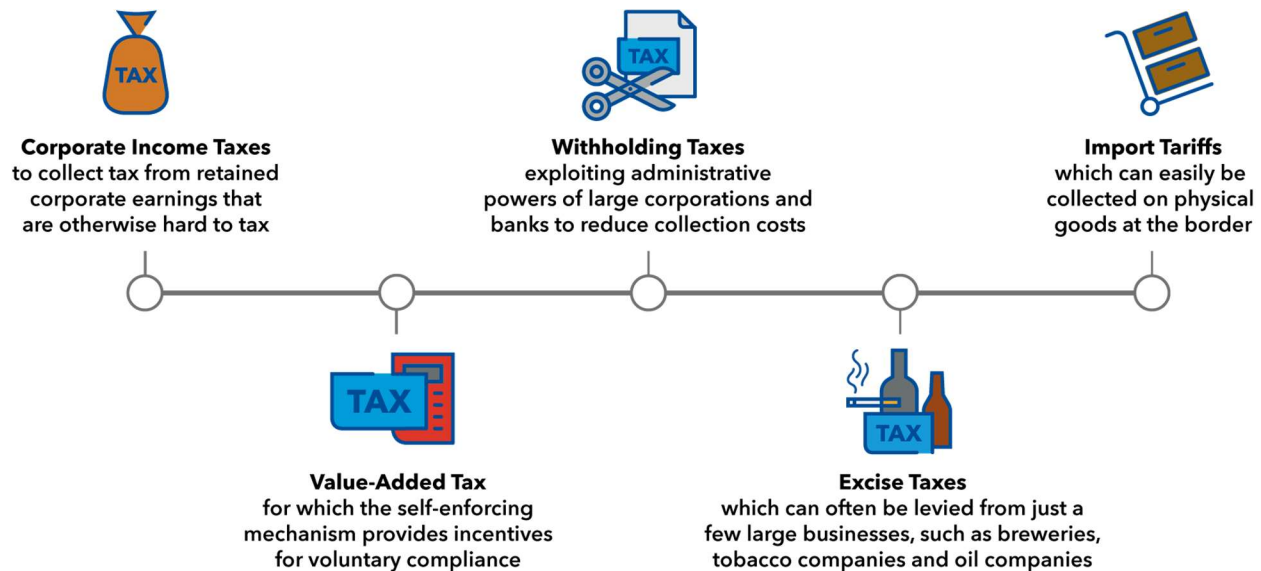 TAX
Corporate Income Taxes
to collect tax from retained
corporate earnings that
are otherwise hard to tax
TAX
Withholding Taxes
exploiting administrative
powers of large corporations and
banks to reduce collection costs
Import Tariffs
which can easily be
collected on physical
goods at the border
TAX
Value-Added Tax
for which the self-enforcing
mechanism provides incentives
for voluntary compliance
TAX
Excise Taxes
which can often be levied from just a
few large businesses, such as breweries,
tobacco companies and oil companies